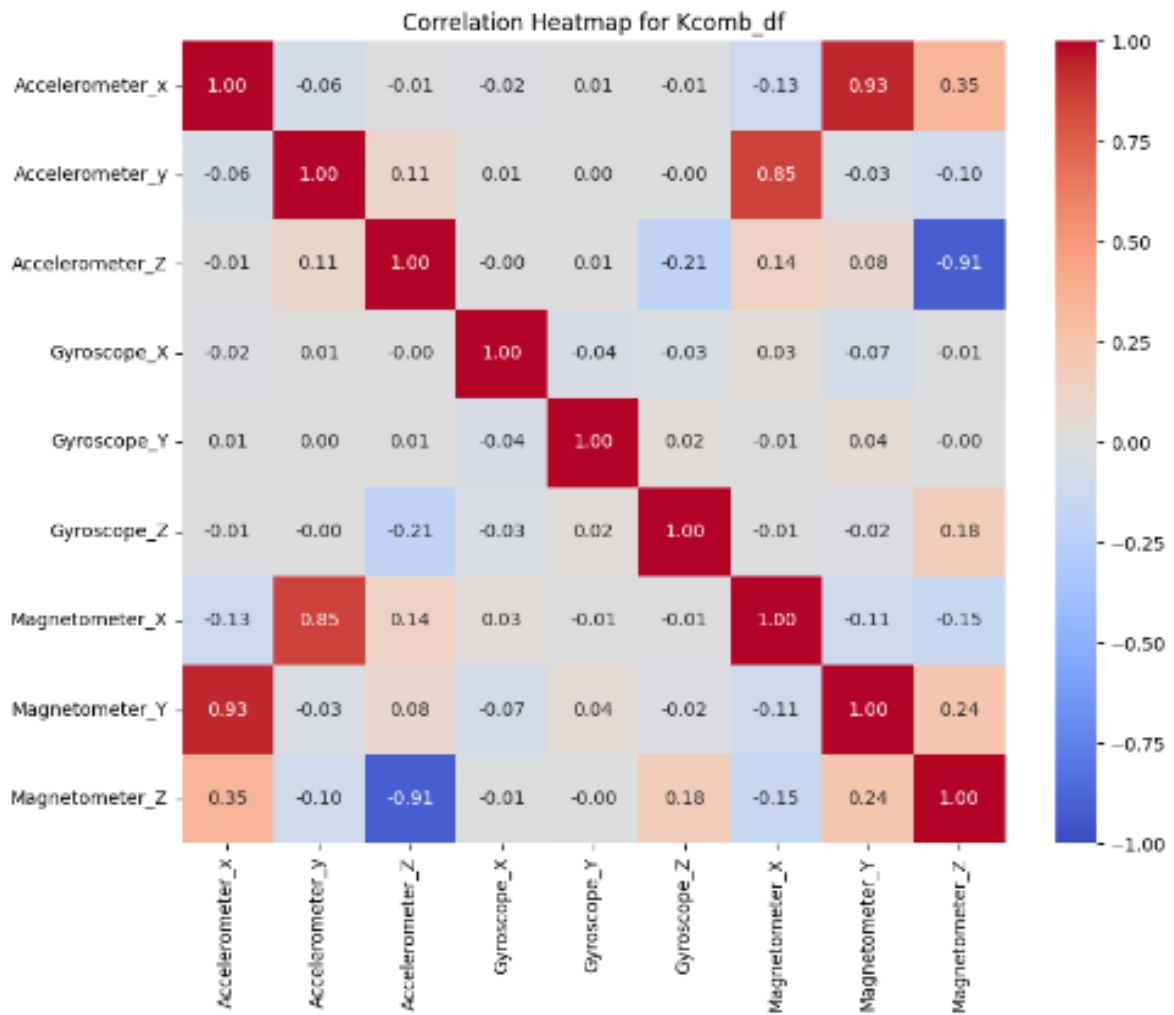 Correlation Heatmap for Kcomb_df
Accelerometer_x 1.00 -0.06 -0.01 -0.02 0.01 -0.01 -0.13 0.93 0.35
Accelerometer_y -0.06 1.00 0.11 0.01 0.00 -0.00 0.85 -0.03 -0.10
Accelerometer_Z -0.01 0.11 1.00 -0.00 0.01 -0.21 0.14 0.08 -0.91
Gyroscope_X -0.02 0.01 -0.00 1.00 -0.04 -0.03 0.03 -0.07 -0.01
Gyroscope_Y 0.01 0.00 0.01 -0.04 1.00 0.02 -0.01 0.04 -0.00
Gyroscope_Z -0.01 -0.00 -0.21 -0.03 0.02 1.00 -0.01 -0.02 0.18
Magnetometer_X -0.13 0.85 0.14 0.03 -0.01 -0.01 1.00 -0.11 -0.15
Magnetometer_Y 0.93 -0.03 0.08 -0.07 0.04 -0.02 -0.11 1.00 0.24
Magnetometer_Z 0.35 -0.10 -0.91 -0.01 -0.00 0.18 -0.15 0.24 1.00
Accelerometer_x
Accelerometer_y
Accelerometer_Z
Gyroscope_X
Gyroscope_Y
Gyroscope_Z
Magnetometer_X
Magnetometer_Y
Magnetometer_Z
1.00
0.75
0.50
0.25
0.00
−0.25
−0.50
−0.75
−1.00